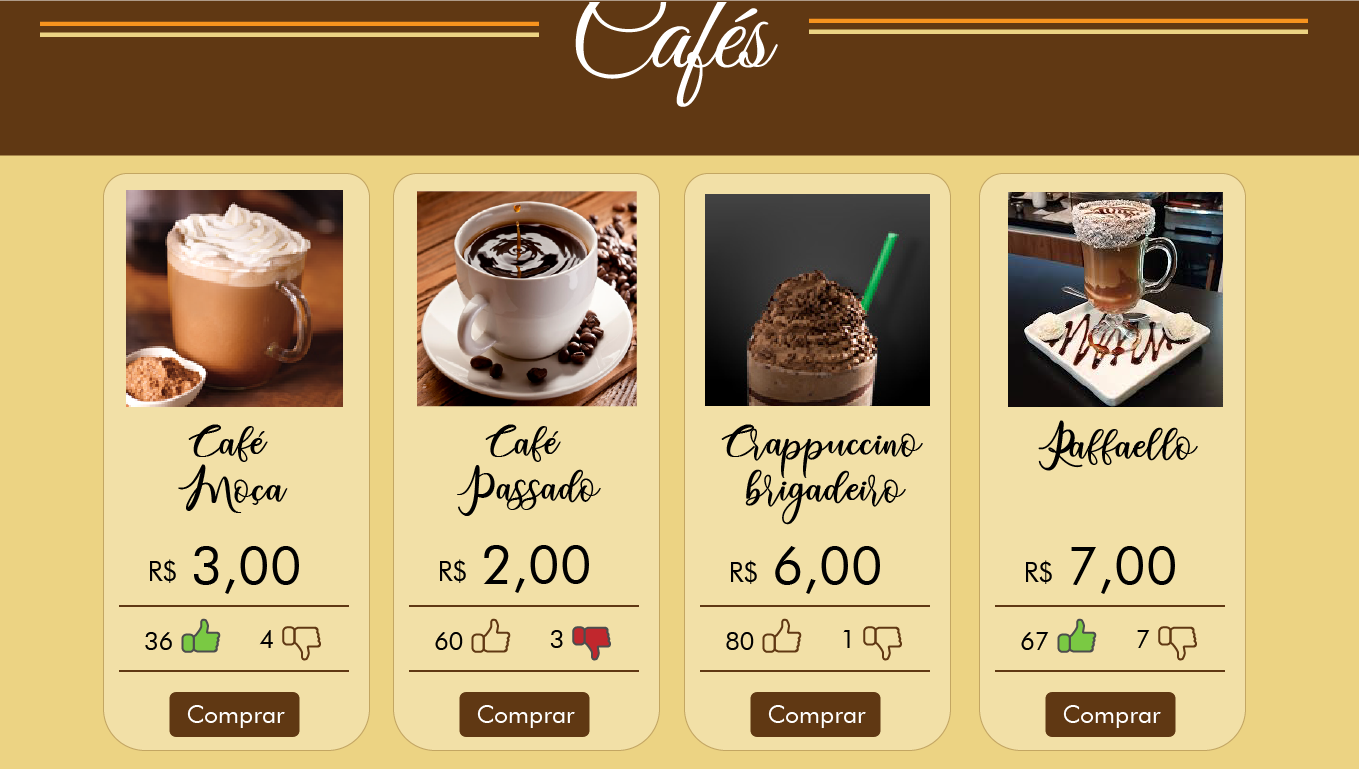 Cafés
Café
Moça
R$ 3,00
36 4
Comprar
Café
Passado
R$ 2,00
60 3
Comprar
Crappuccino
brigadeiro
R$ 6,00
80 1
Comprar
Raffaello
R$ 7,00
67 7
Comprar